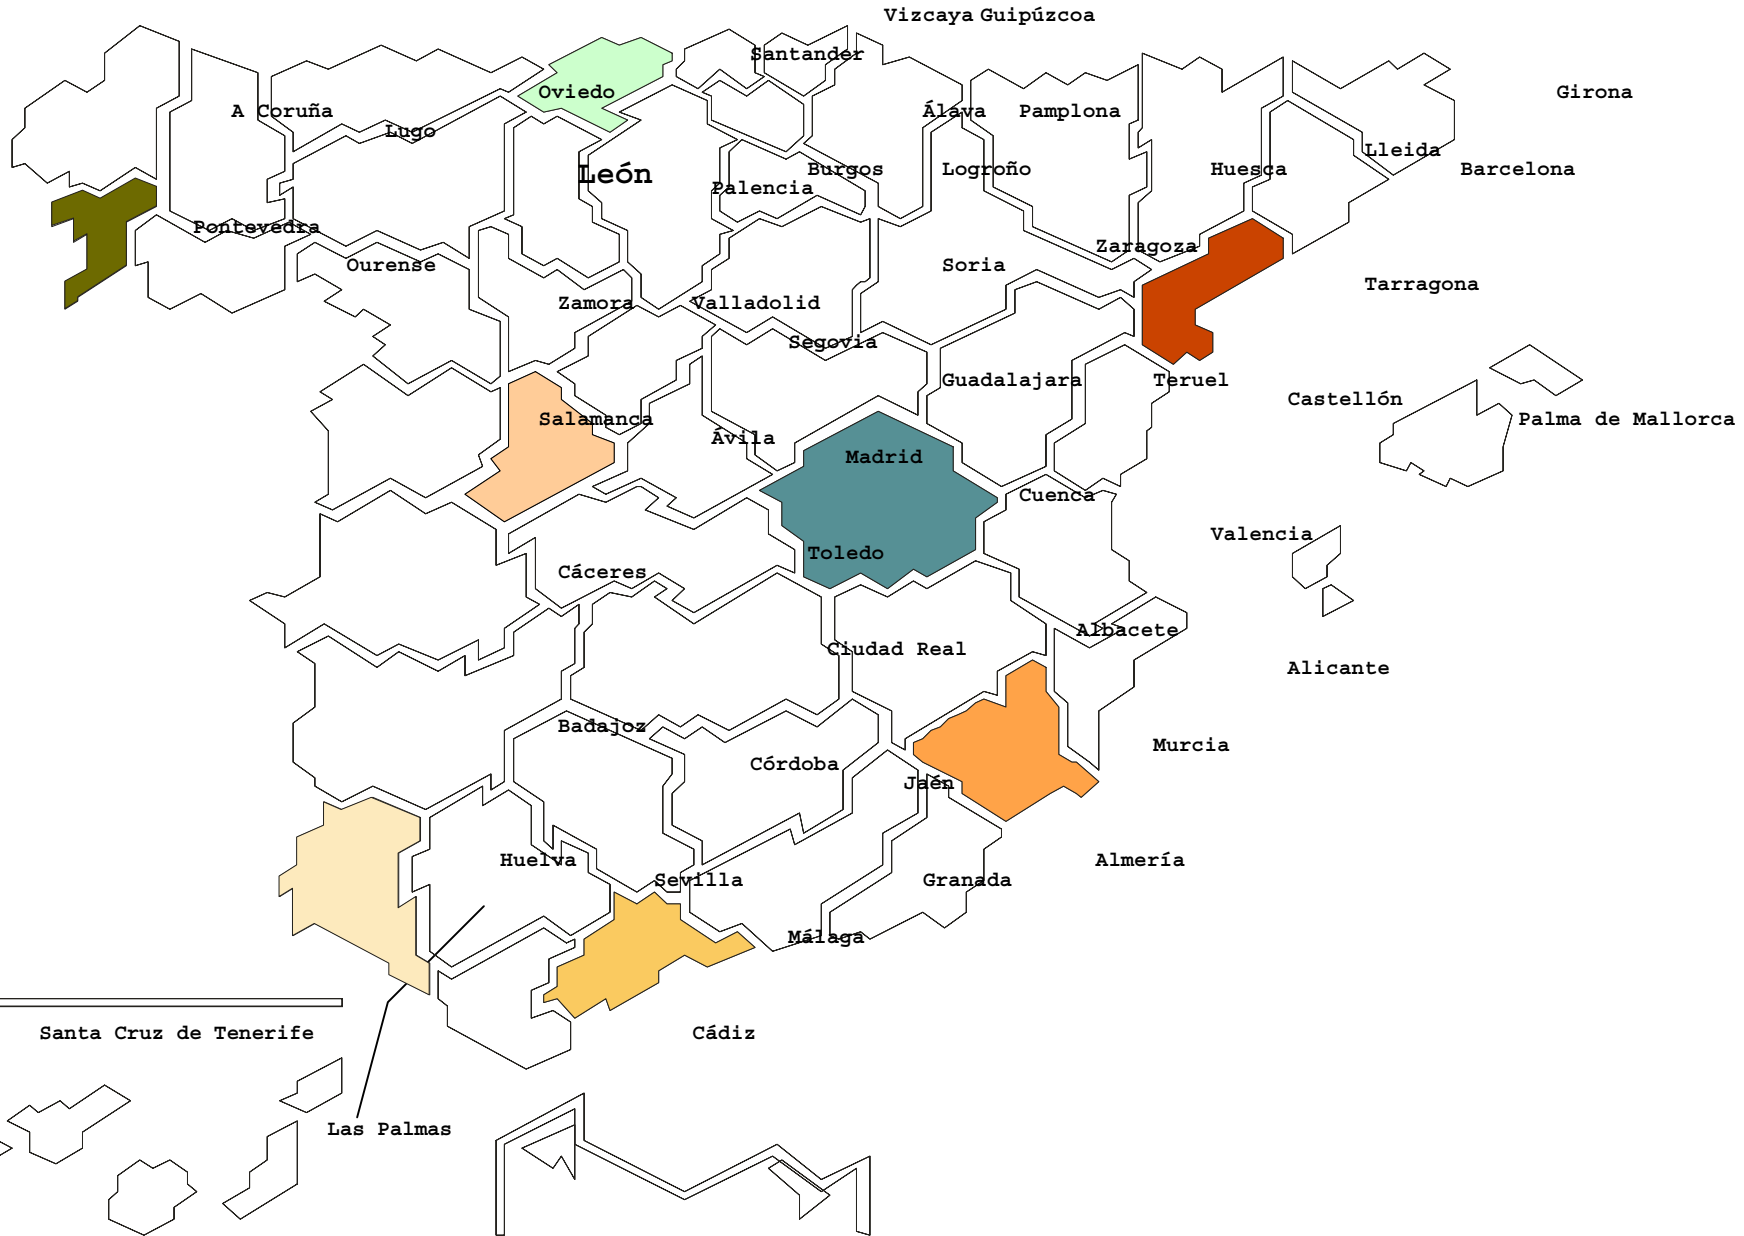 Vizcaya Guipúzcoa
Santander
Oviedo
Girona
A Coruña
Álava
Pamplona
Lugo
Lleida
León
Burgos
Logroño
Huesca
Barcelona
Palencia
Pontevedra
Zaragoza
Ourense
Soria
Tarragona
Zamora
Valladolid
Segovia
Guadalajara
Teruel
Castellón
Salamanca
Palma de Mallorca
Ávila
Madrid
Cuenca
Valencia
Toledo
Cáceres
Albacete
Ciudad Real
Alicante
Badajoz
Murcia
Córdoba
Jaén
Huelva
Almería
Sevilla
Granada
Málaga
Santa Cruz de Tenerife
Cádiz
Las Palmas